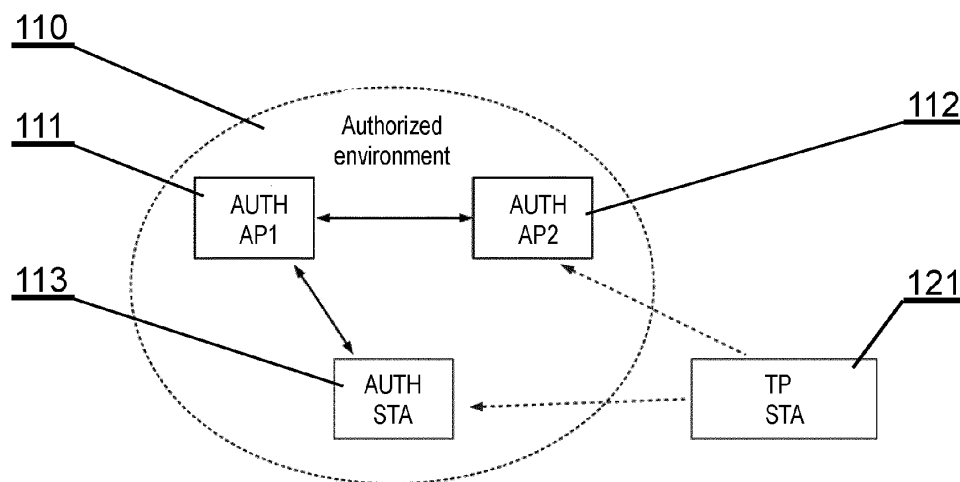 110
111
Authorized
environment
112
AUTH
AP1
AUTH
AP2
113
121
AUTH
STA
TP
STA